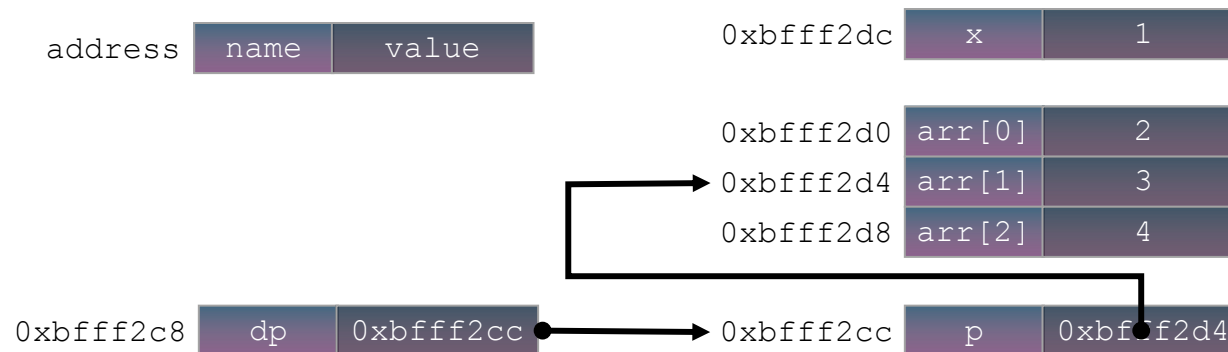 address name value
0xbfff2dc x 1
0xbfff2d0 arr[0] 2
0xbfff2d4 arr[1] 3
0xbfff2d8 arr[2] 4
0xbfff2c8 dp 0xbfff2cc
0xbfff2cc p 0xbfff2d4